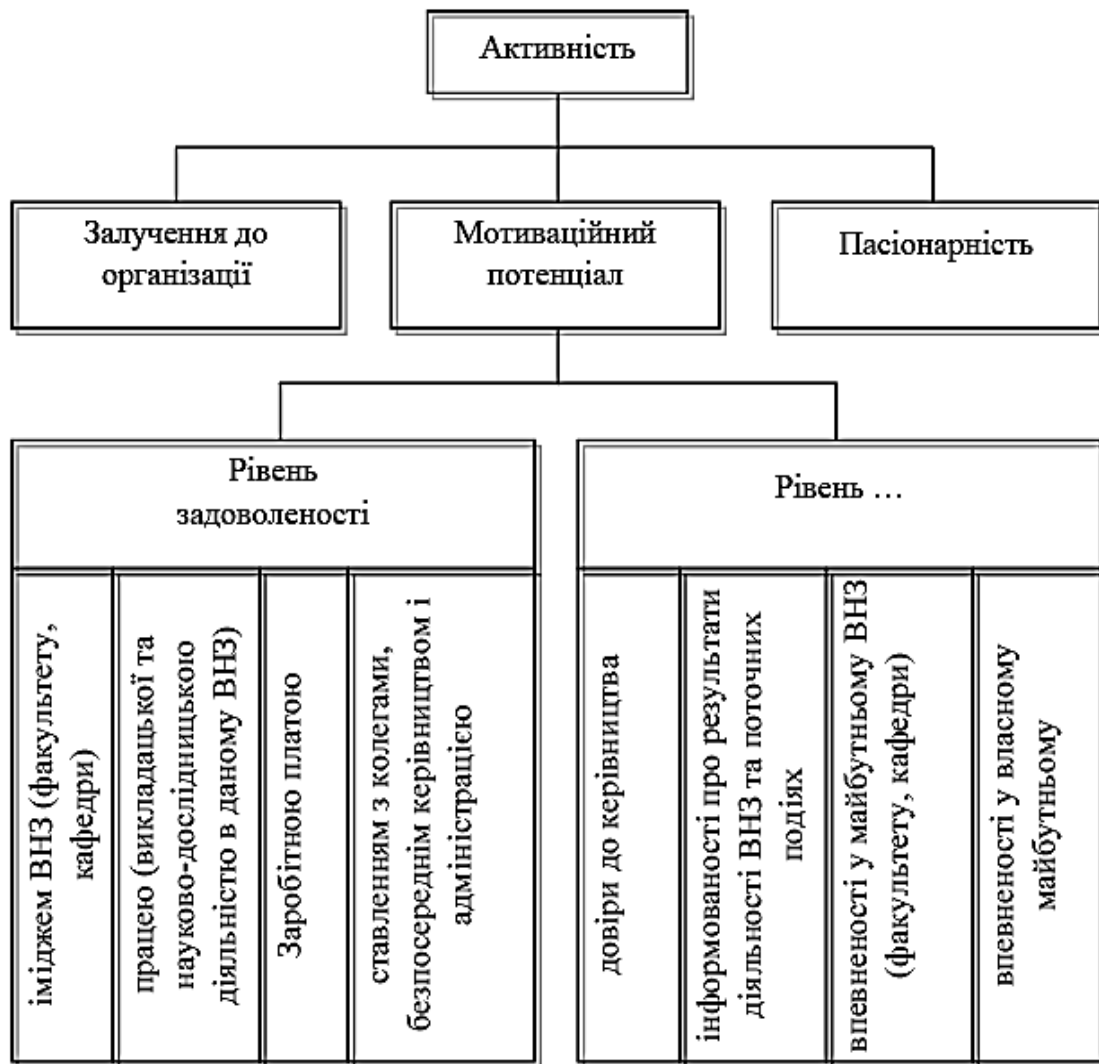 Активність
Залучення до
організації
Мотиваційний
потенціал
Пасіонарність
Рівень
задоволеності
Рівень …
іміджем ВНЗ (факультету,
кафедри)
працею (викладацької та
науково-дослідницькою
діяльністю в даному ВНЗ)
Заробітною платою
ставленням з колегами,
безпосереднім керівництвом і
адміністрацією
довіри до керівництва
інформованості про результати
діяльності ВНЗ та поточних
подіях
впевненості у майбутньому ВНЗ
(факультету, кафедри)
впевненості у власному
майбутньому